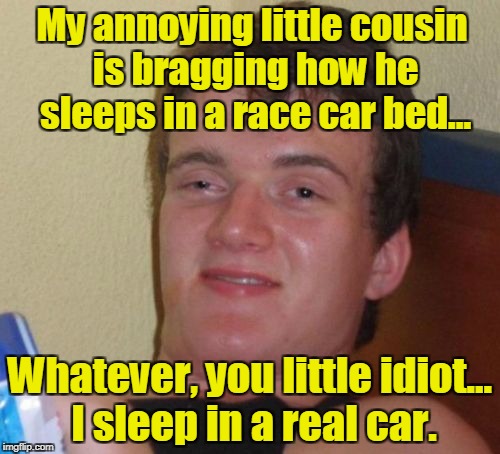 My annoying little cousin
is bragging how he
sleeps in a race car bed...
Whatever, you little idiot...
I sleep in a real car.
imgflip.com